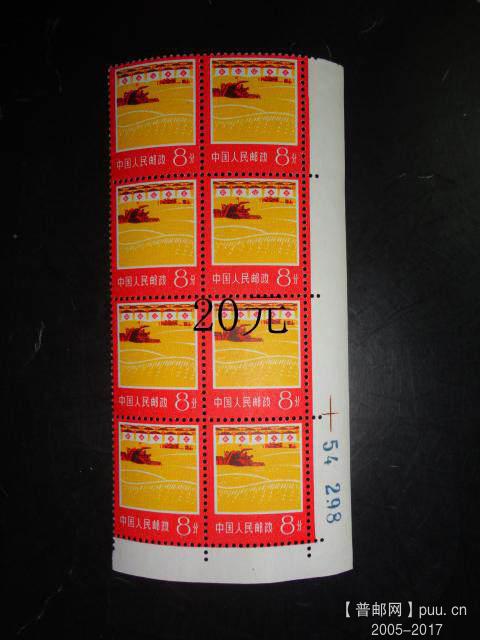 中国人民邮政 8分 中国人民邮政 8分
中国人民邮政 8分 中国人民邮政 8分
20元
中国人民邮政 8分 中国人民邮政 8分
中国人民邮政 8分 中国人民邮政 8分
54 298
【普邮网】puu.cn
2005-2017